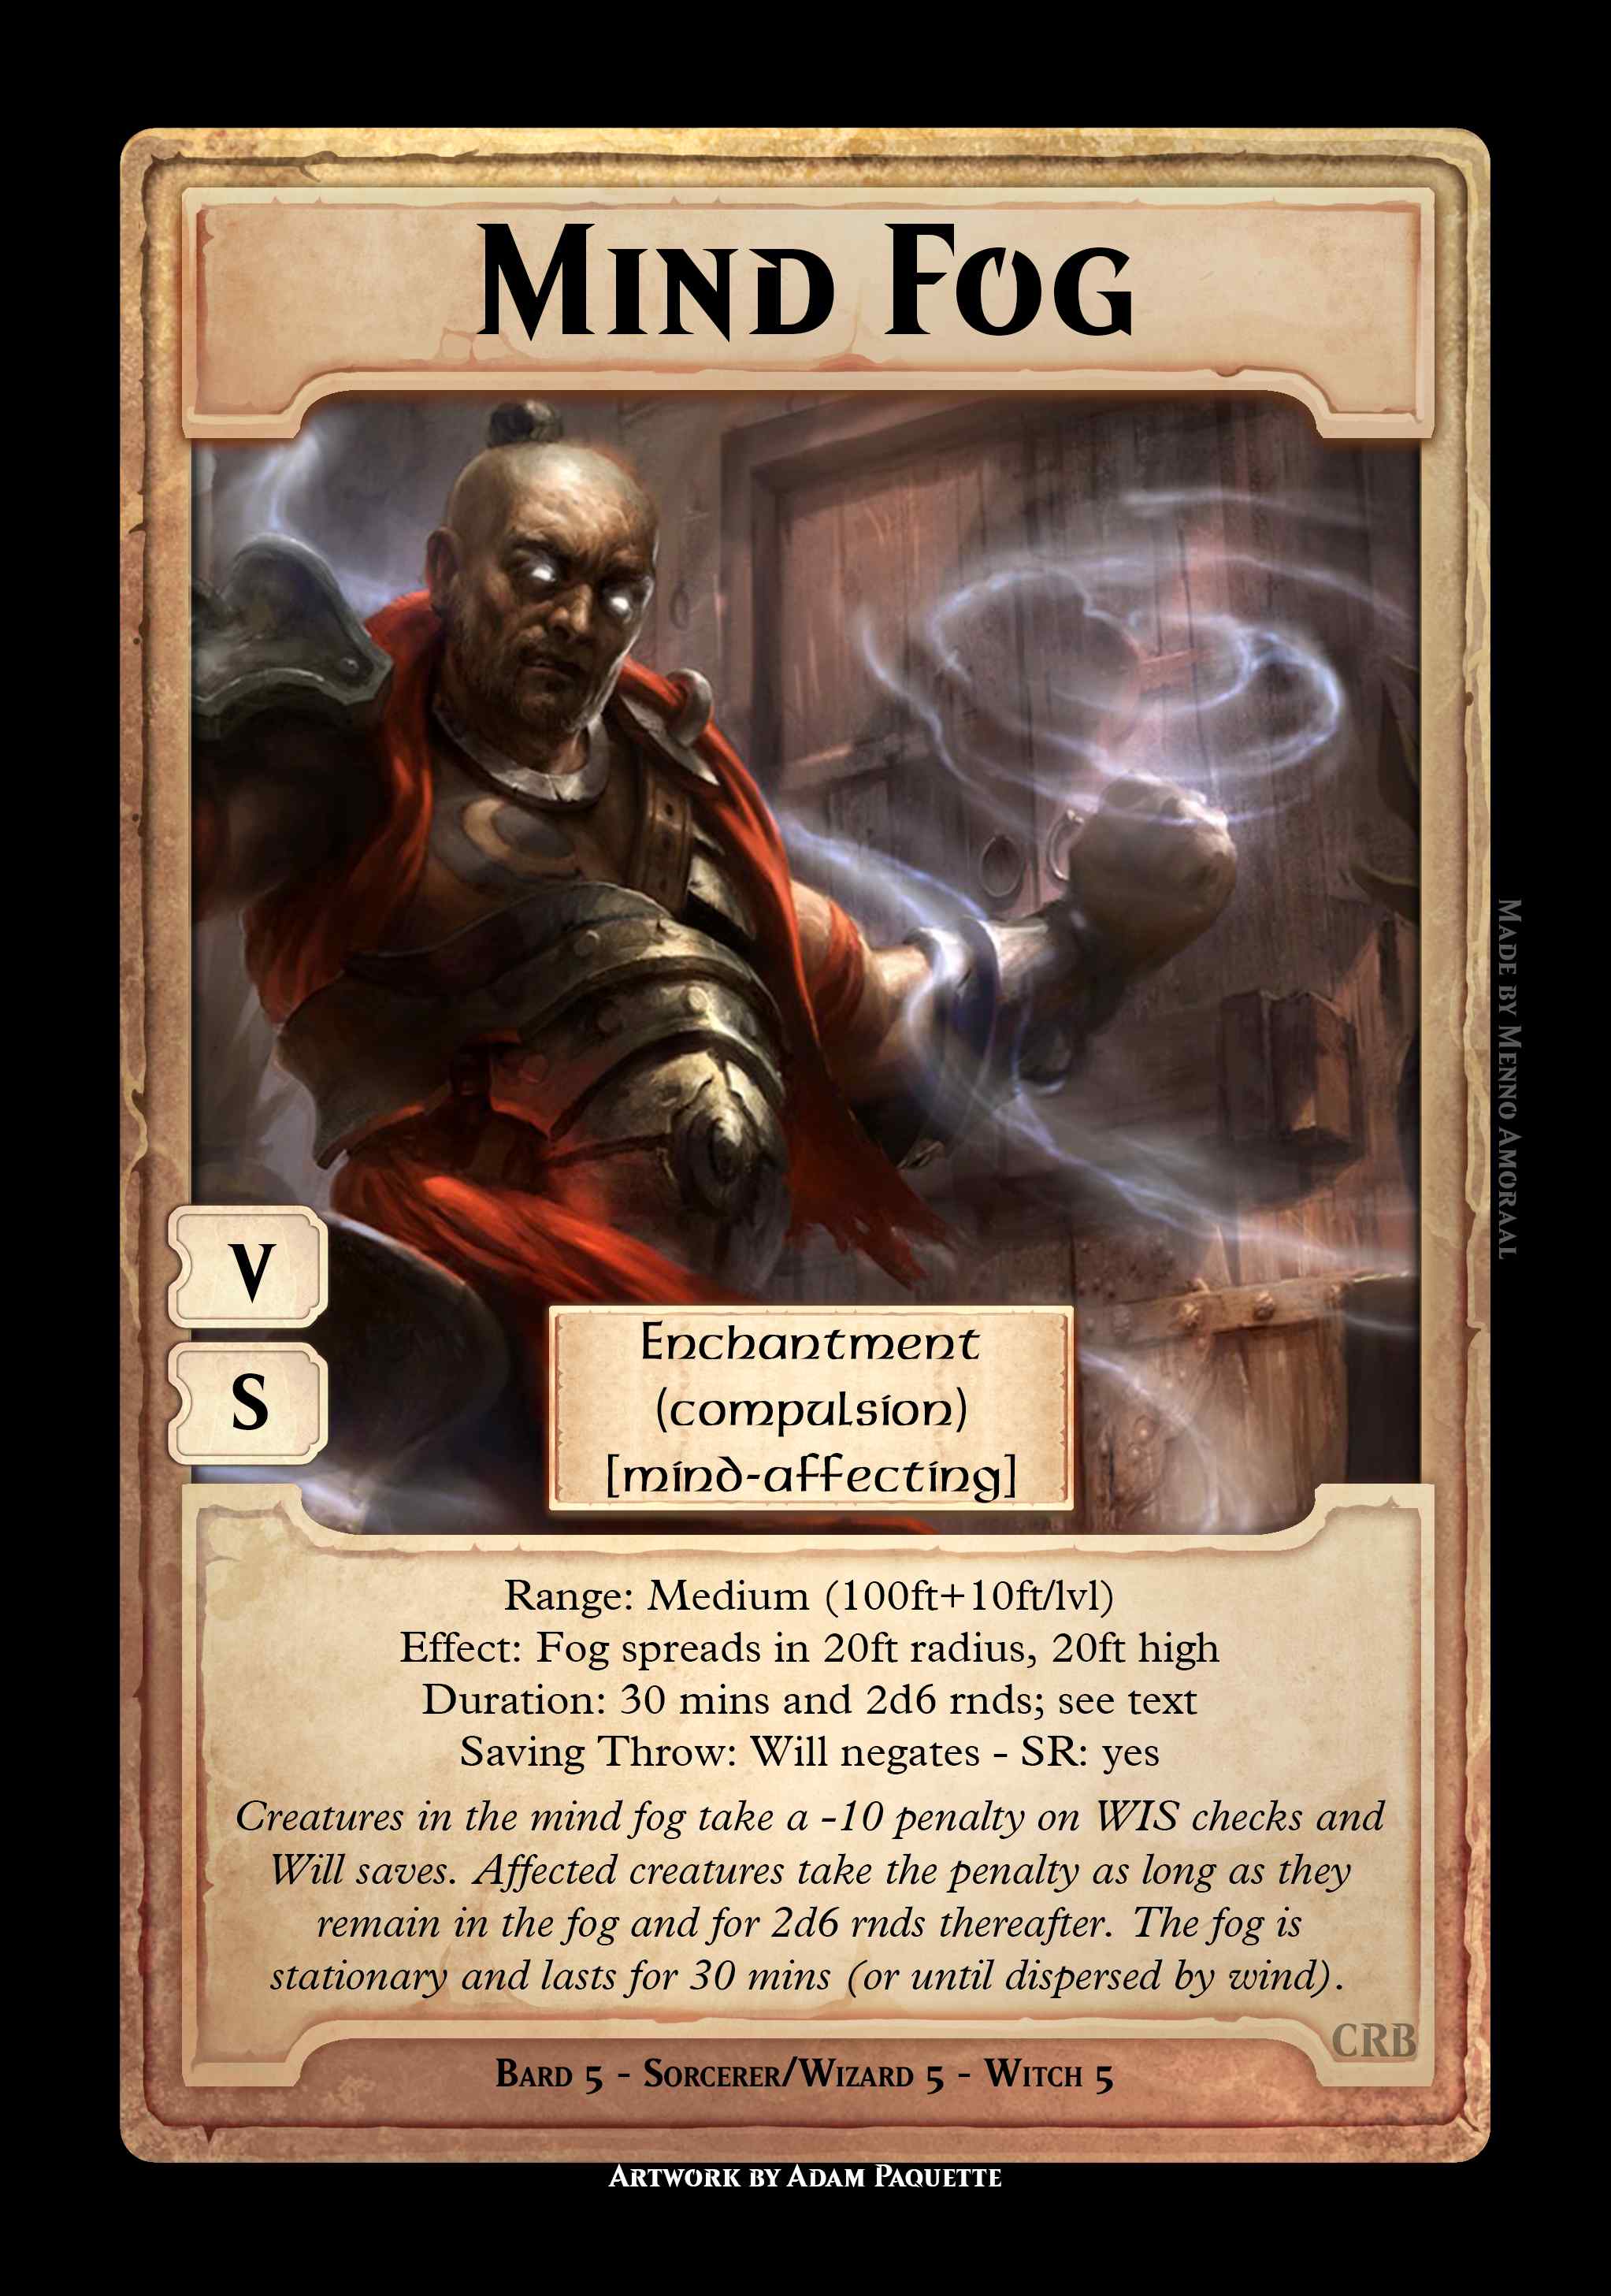 Mind Fog
V
S
Enchantment
(compulsion)
[mind-affecting]
Range: Medium (100ft+10ft/lvl)
Effect: Fog spreads in 20ft radius, 20ft high
Duration: 30 mins and 2d6 rnds; see text
Saving Throw: Will negates - SR: yes
Creatures in the mind fog take a -10 penalty on WIS checks and
Will saves. Affected creatures take the penalty as long as they
remain in the fog and for 2d6 rnds thereafter. The fog is
stationary and lasts for 30 mins (or until dispersed by wind).
CRB
Bard 5 - Sorcerer/Wizard 5 - Witch 5
Artwork by Adam Paquette
Made by Menno Amoraal